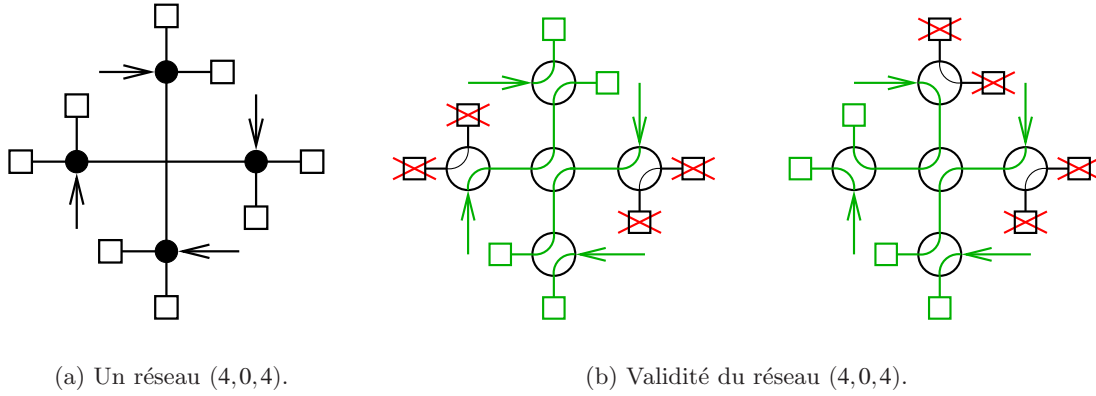 (a) Un réseau (4,0,4).
(b) Validité du réseau (4,0,4).